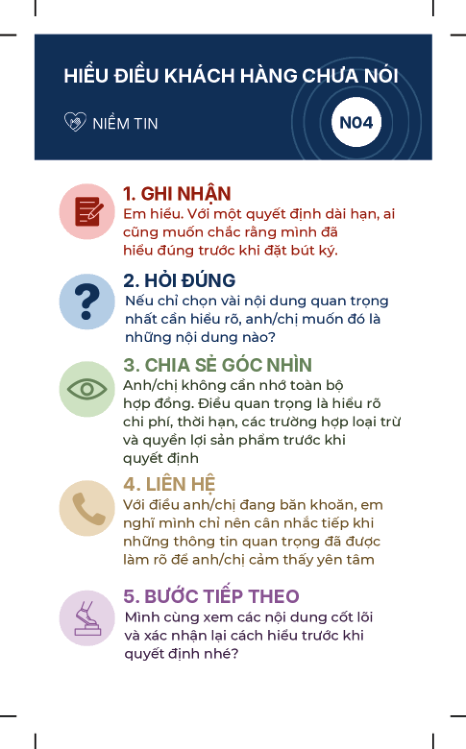 HIỂU ĐIỀU KHÁCH HÀNG CHƯA NÓI
NIỀM TIN
N04
1. GHI NHẬN
Em hiểu. Với một quyết định dài hạn, ai
cũng muốn chắc rằng mình đã
hiểu đúng trước khi đặt bút ký.
2. HỎI ĐÚNG
Nếu chỉ chọn vài nội dung quan trọng
nhất cần hiểu rõ, anh/chị muốn đó là
những nội dung nào?
3. CHIA SẺ GÓC NHÌN
Anh/chị không cần nhớ toàn bộ
hợp đồng. Điều quan trọng là hiểu rõ
chi phí, thời hạn, các trường hợp loại trừ
và quyền lợi sản phẩm trước khi
quyết định
4. LIÊN HỆ
Với điều anh/chị đang băn khoăn, em
nghĩ mình chỉ nên cân nhắc tiếp khi
những thông tin quan trọng đã được
làm rõ để anh/chị cảm thấy yên tâm
5. BƯỚC TIẾP THEO
Mình cùng xem các nội dung cốt lõi
và xác nhận lại cách hiểu trước khi
quyết định nhé?